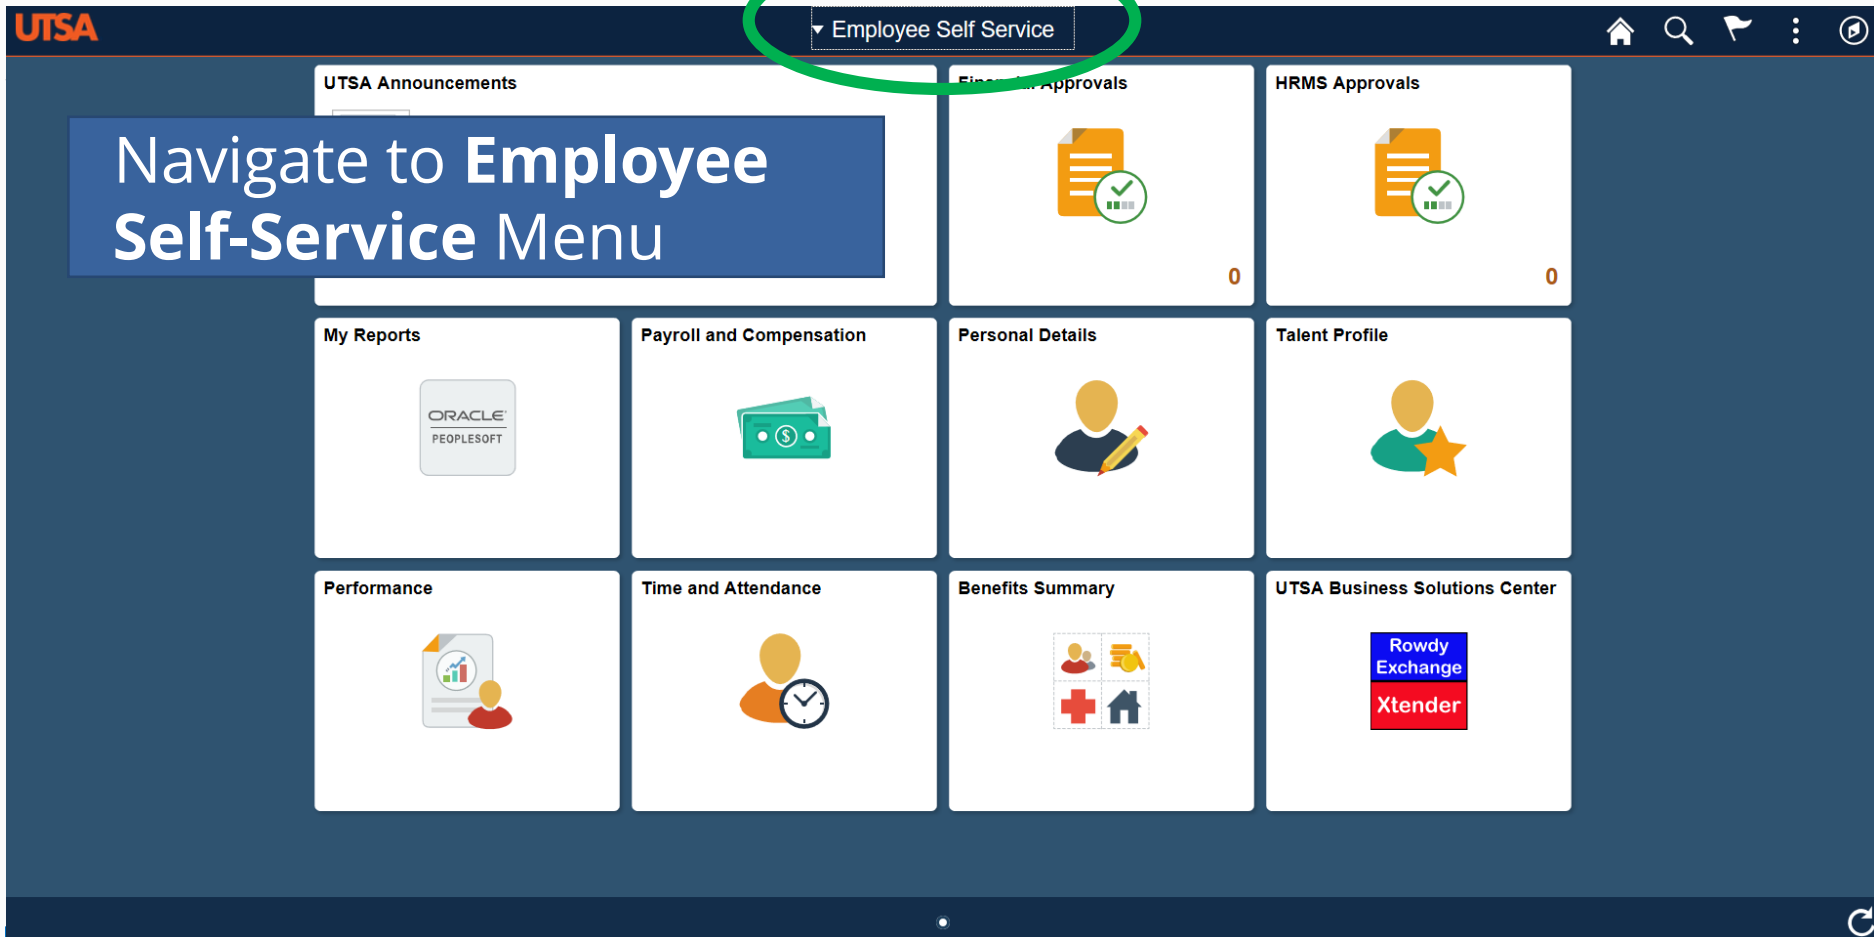 UTSA
Employee Self Service
UTSA Announcements
Financial Approvals
HRMS Approvals
Navigate to Employee
Self-Service Menu
0
0
My Reports
Payroll and Compensation
Personal Details
Talent Profile
ORACLE
PEOPLESOFT
Performance
Time and Attendance
Benefits Summary
UTSA Business Solutions Center
Rowdy
Exchange
Xtender